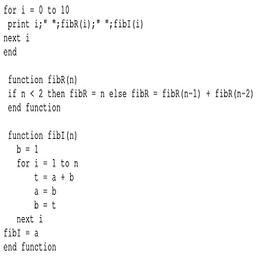 for i = 0 to 10
print i;" ";fibR(i);" ";fibI(i)
next i
end
function fibR(n)
if n < 2 then fibR = n else fibR = fibR(n-1) + fibR(n-2)
end function
function fibI(n)
b = 1
for i = 1 to n
t = a + b
a = b
b = t
next i
fibI = a
end function